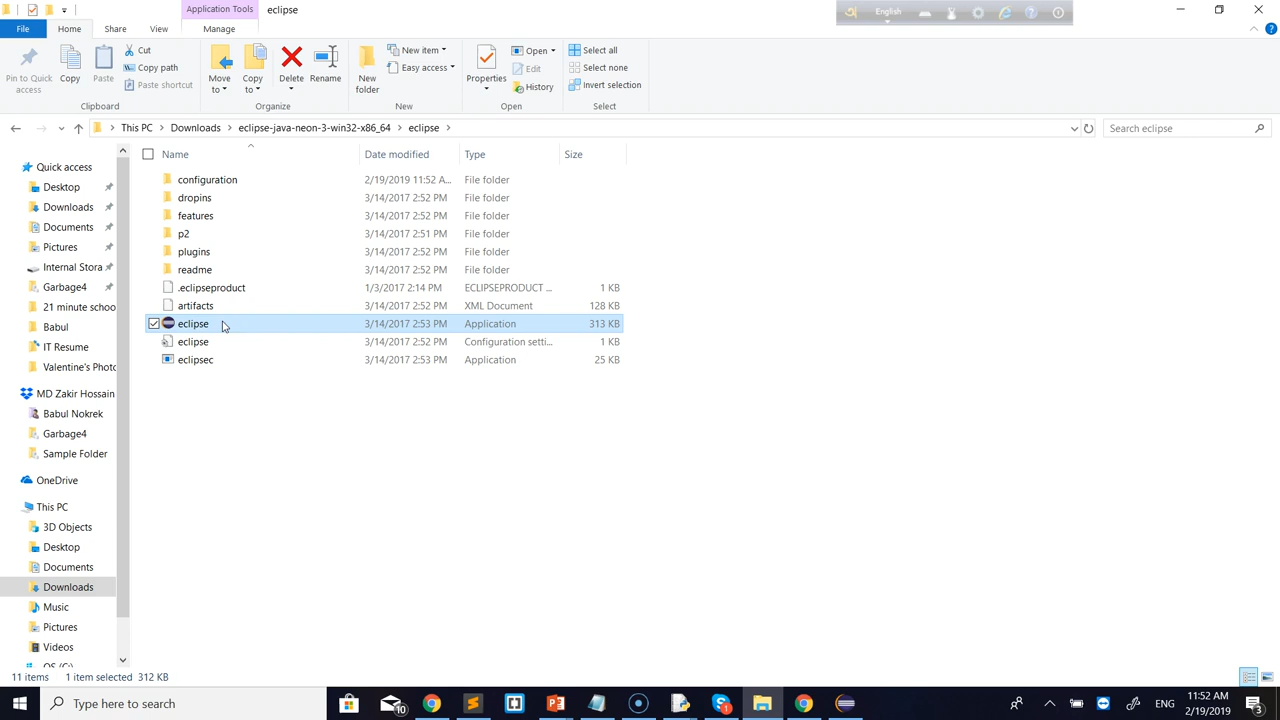 Application Tools
eclipse
English
File
Home
Share
View
Manage
Pin to Quick access
Copy
Paste
Cut
Copy path
Paste shortcut
Clipboard
Move to
Copy to
Delete
Rename
Organize
New folder
New item
Easy access
New
Properties
Open
Edit
History
Open
Select all
Select none
Invert selection
Select
This PC
Downloads
eclipse-java-neon-3-win32-x86_64
eclipse
Search eclipse
Name
Date modified
Type
Size
configuration 2/19/2019 11:52 A... File folder
dropins 3/14/2017 2:52 PM File folder
features 3/14/2017 2:52 PM File folder
p2 3/14/2017 2:51 PM File folder
plugins 3/14/2017 2:52 PM File folder
readme 3/14/2017 2:52 PM File folder
.eclipseproduct 1/3/2017 2:14 PM ECLIPSEPRODUCT ... 1 KB
artifacts 3/14/2017 2:52 PM XML Document 128 KB
eclipse 3/14/2017 2:53 PM Application 313 KB
eclipse 3/14/2017 2:52 PM Configuration setti... 1 KB
eclipsec 3/14/2017 2:53 PM Application 25 KB
Quick access
Desktop
Downloads
Documents
Pictures
Internal Stora
Garbage4
21 minute schoo
Babul
IT Resume
Valentine's Photo
MD Zakir Hossain
Babul Nokrek
Garbage4
Sample Folder
OneDrive
This PC
3D Objects
Desktop
Documents
Downloads
Music
Pictures
Videos
OS (C:)
11 items
1 item selected 312 KB
Type here to search
10
1
ENG
11:52 AM
2/19/2019
3